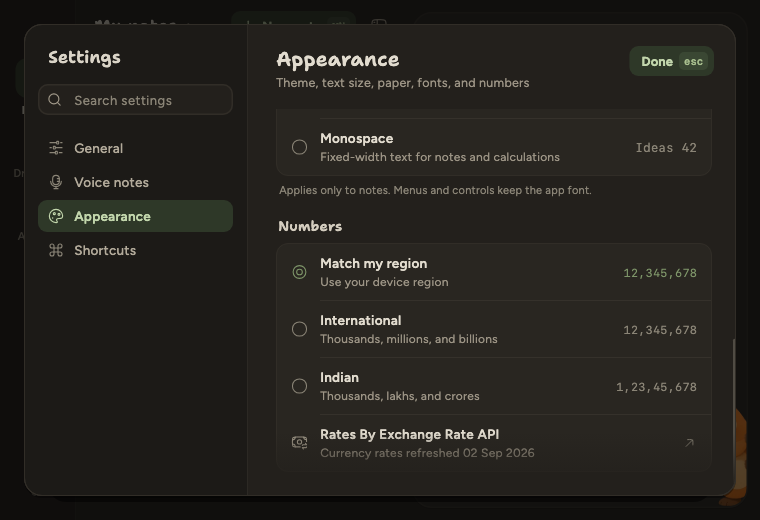 Settings
Search settings
General
Voice notes
Appearance
Shortcuts
Appearance
Theme, text size, paper, fonts, and numbers
Done esc
Monospace
Fixed-width text for notes and calculations
Ideas 42
Applies only to notes. Menus and controls keep the app font.
Numbers
Match my region
Use your device region
12,345,678
International
Thousands, millions, and billions
12,345,678
Indian
Thousands, lakhs, and crores
1,23,45,678
Rates By Exchange Rate API
Currency rates refreshed 02 Sep 2026